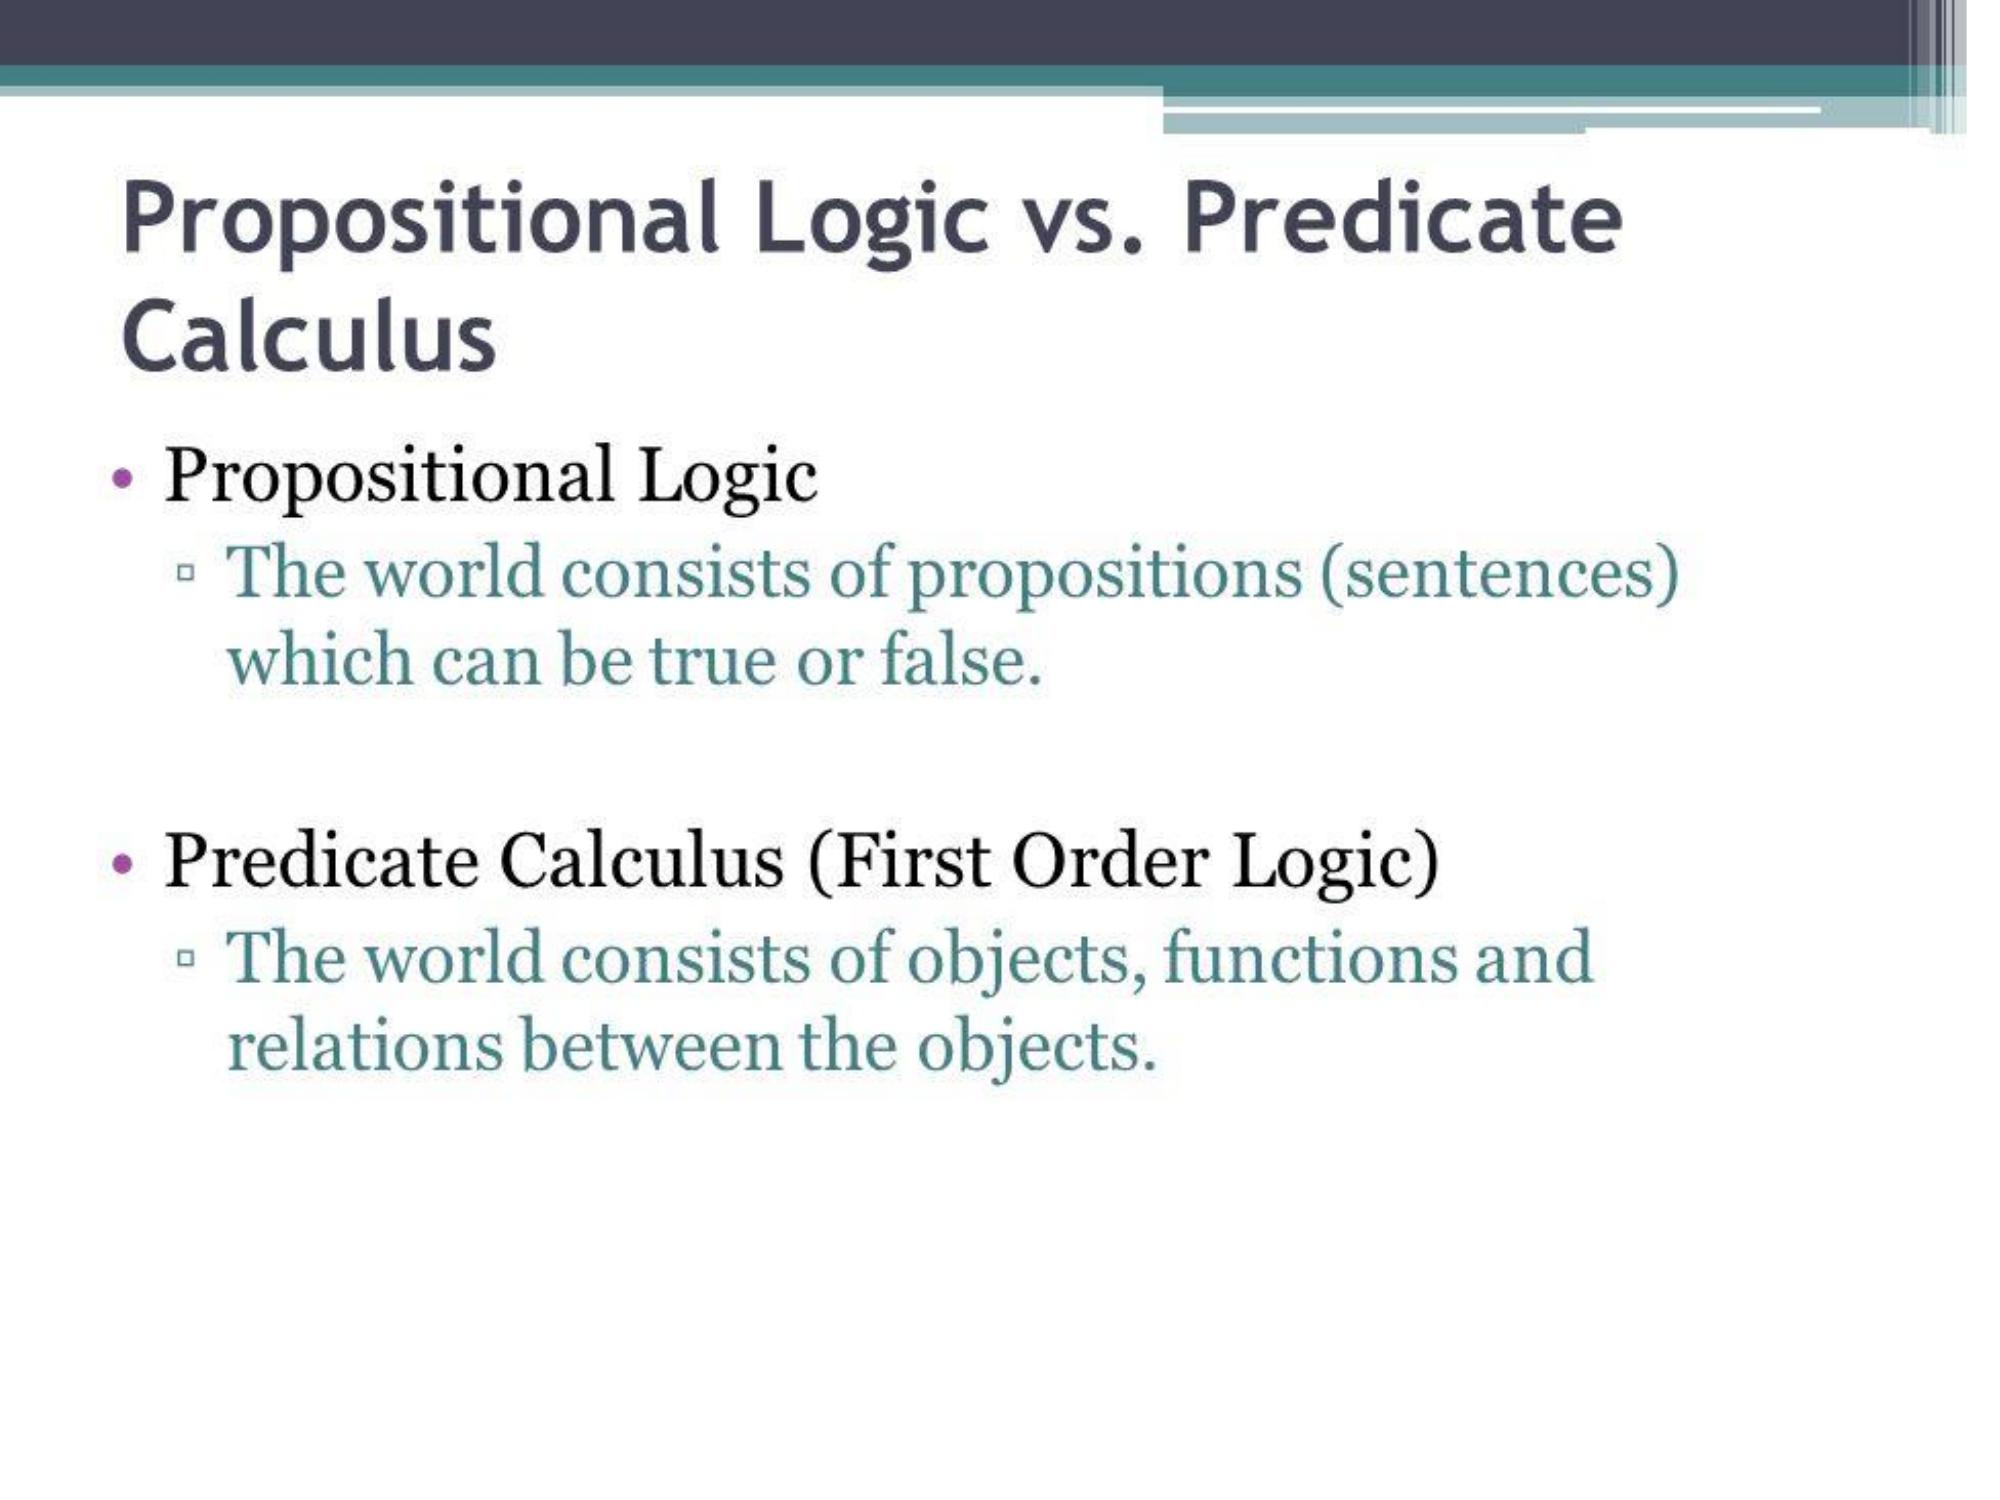 Propositional Logic vs. Predicate
Calculus
• Propositional Logic
▫ The world consists of propositions (sentences)
which can be true or false.
• Predicate Calculus (First Order Logic)
▫ The world consists of objects, functions and
relations between the objects.